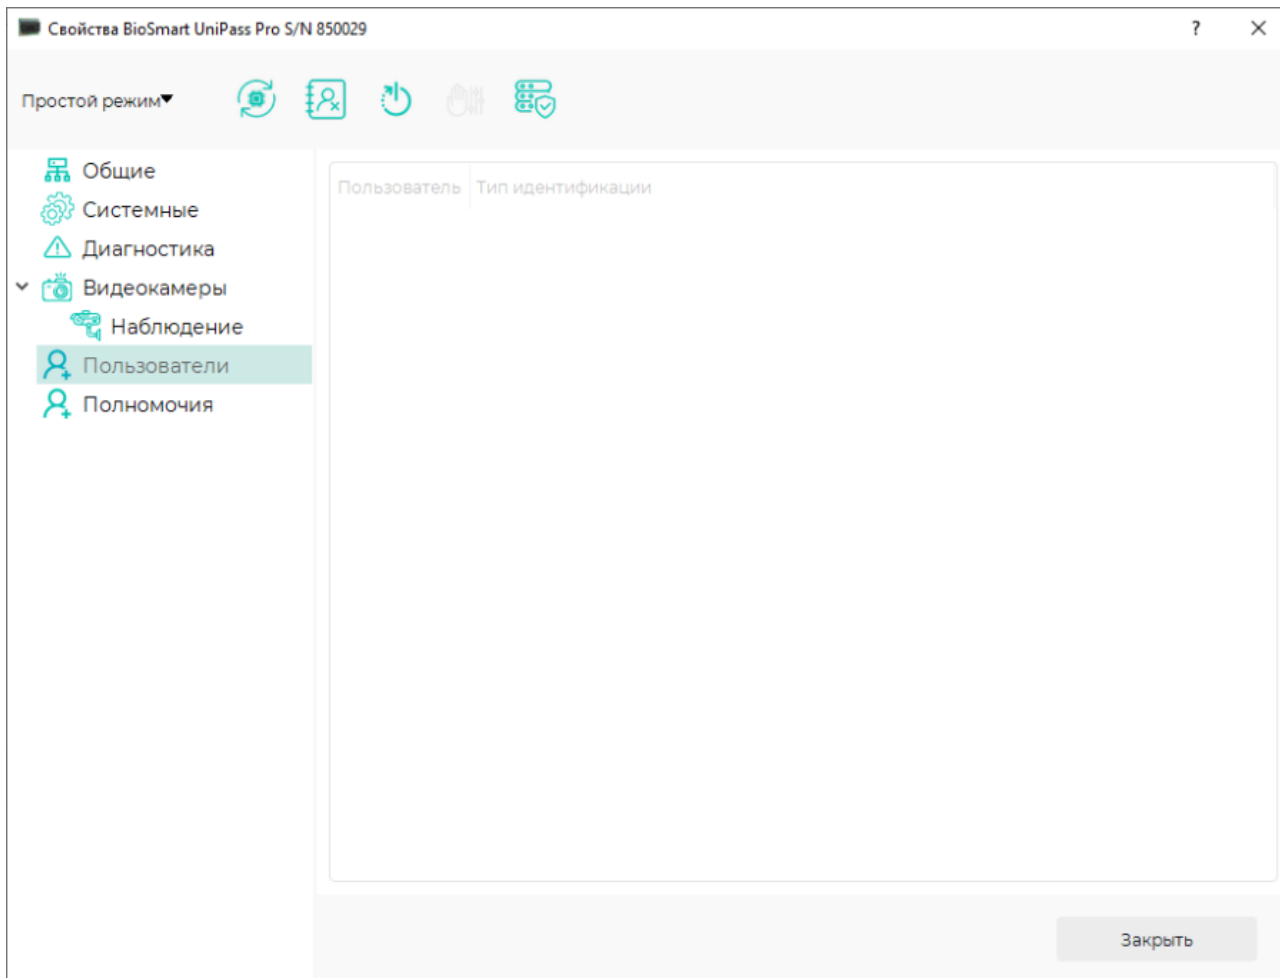 Свойства BioSmart UniPass Pro S/N 850029
?
Простой режим
Общие
Системные
Диагностика
Видеокамеры
Наблюдение
Пользователи
Полномочия
Пользователь Тип идентификации
Закрыть